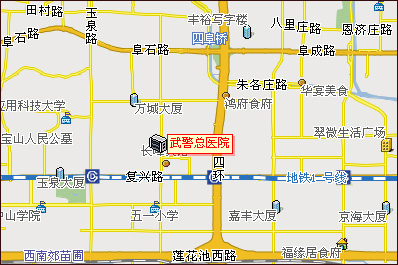 田村路
玉泉路
丰裕写字楼
八里庄路
恩济庄路
四阜桥
阜石路
阜石路
阜成路
朱各庄路
华宴美食
万城大厦
鸿府食府
应用科技大学
宝山人民公墓
武警总医院
翠微生活广场
玉泉大厦
复兴路
四环
地铁一号线
中山学院
五一小学
嘉丰大厦
京海大厦
福缘居食府
西南郊苗圃
莲花池西路